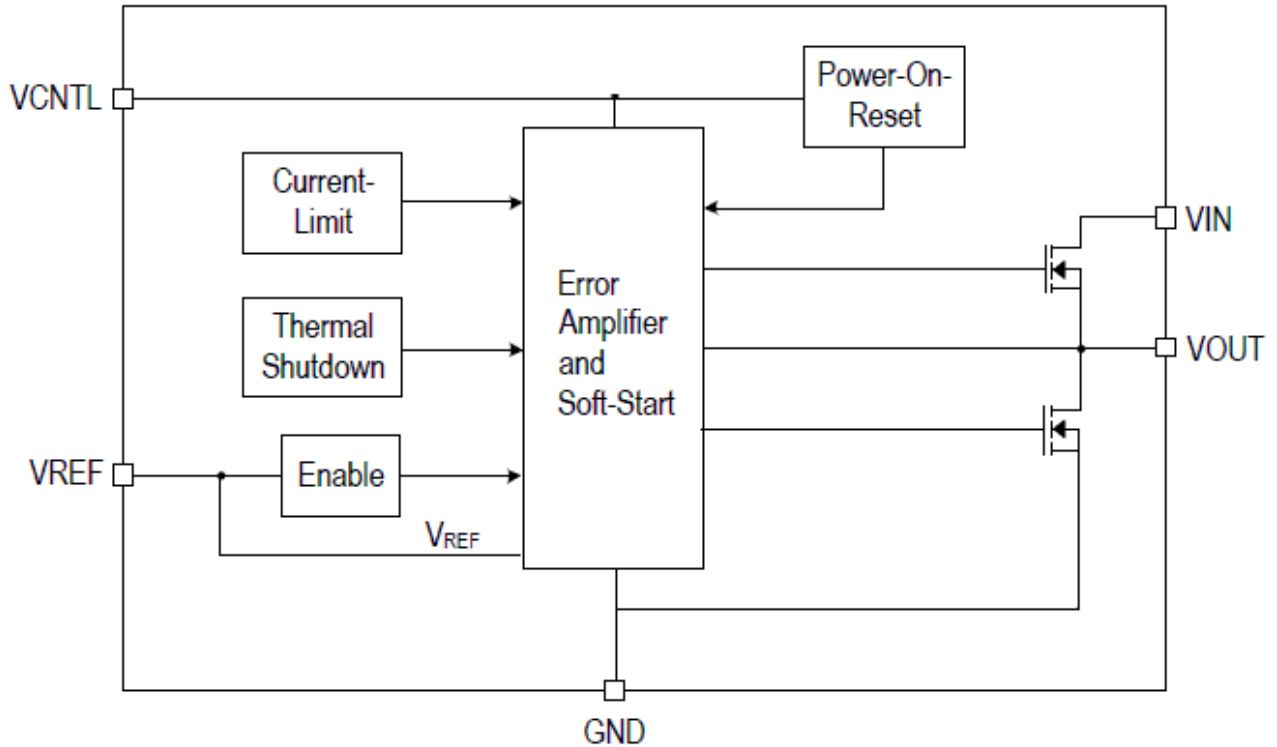 Power-On-
Reset
VCNTL
Current-
Limit
VIN
Error
Amplifier
and
Soft-Start
Thermal
Shutdown
VOUT
VREF
Enable
VREF
GND